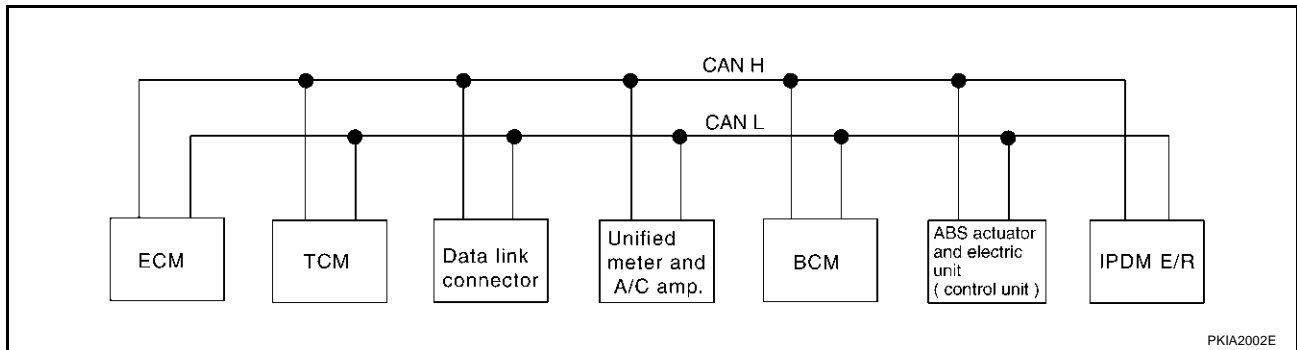 CAN H
CAN L
ECM
TCM
Data link
connector
Unified
meter and
A/C amp.
BCM
ABS actuator
and electric
unit
( control unit )
IPDM E/R
PKIA2002E